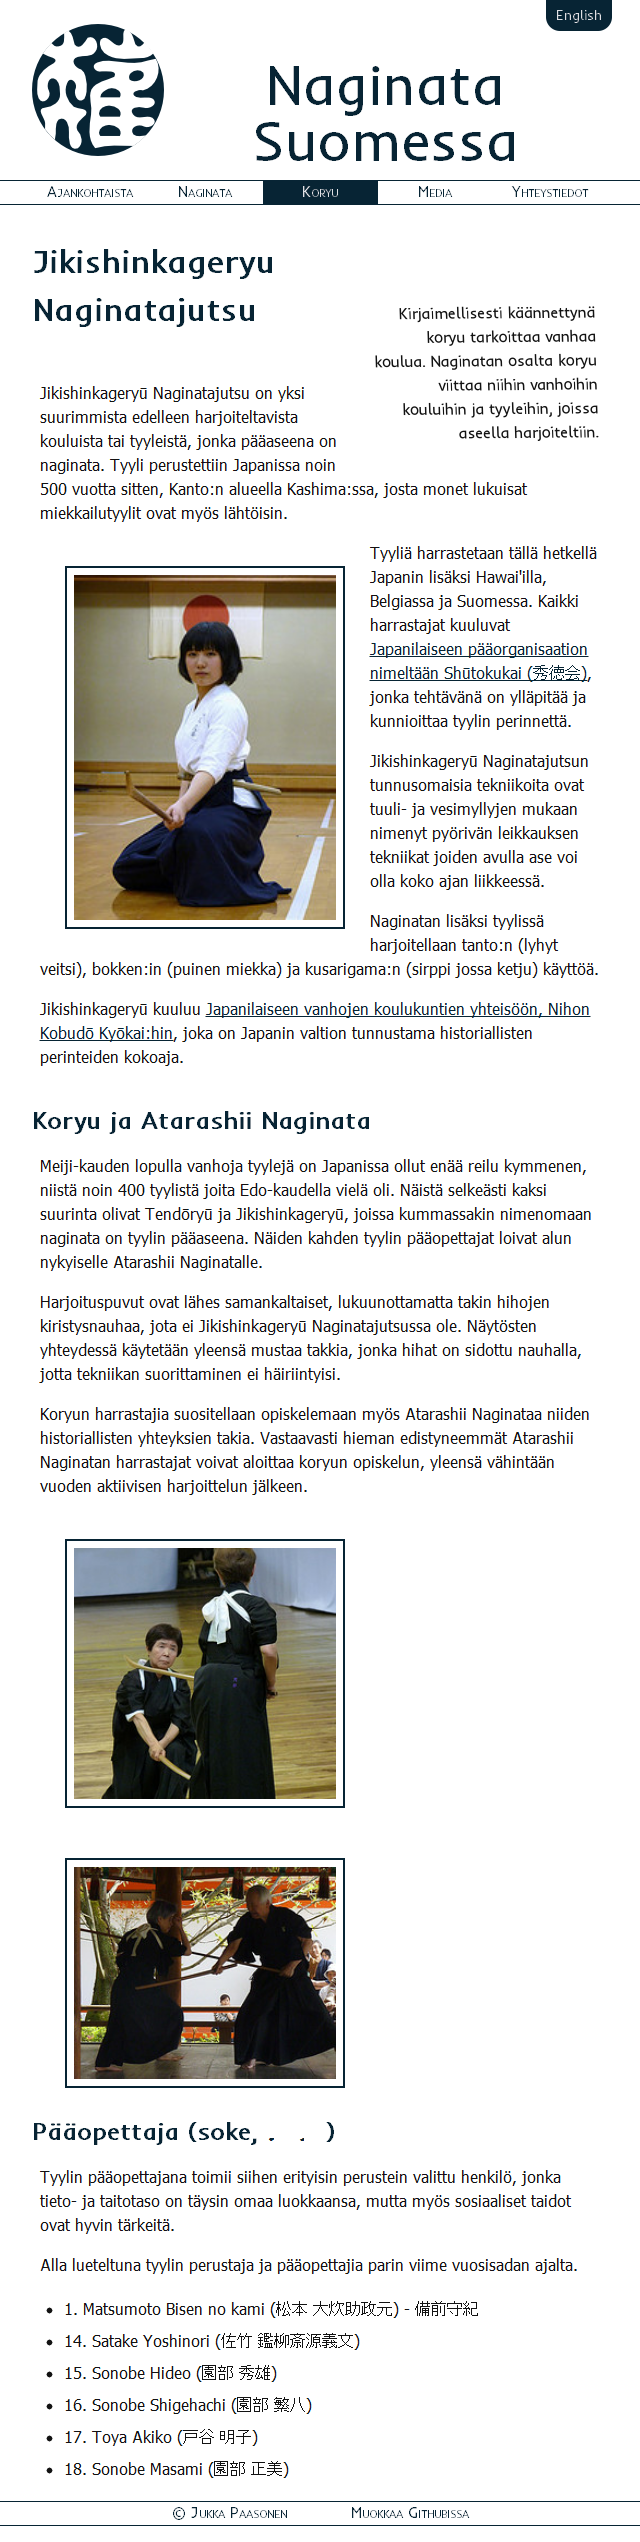 English
Naginata
Suomessa
Ajankohtaista Naginata Koryu Media Yhteystiedot
Jikishinkageryu
Naginatajutsu
Kirjaimellisesti käännettynä
koryu tarkoittaa vanhaa
koulua. Naginatan osalta koryu
viittaa niihin vanhoihin
kouluihin ja tyyleihin, joissa
aseella harjoiteltiin.
Jikishinkageryū Naginatajutsu on yksi
suurimmista edelleen harjoiteltavista
kouluista tai tyyleistä, jonka pääaseena on
naginata. Tyyli perustettiin Japanissa noin
500 vuotta sitten, Kanto:n alueella Kashima:ssa, josta monet lukuisat
miekkailutyylit ovat myös lähtöisin.
Tyyliä harrastetaan tällä hetkellä
Japanin lisäksi Hawai'illa,
Belgiassa ja Suomessa. Kaikki
harrastajat kuuluvat
Japanilaiseen pääorganisaation
nimeltään Shūtokukai (秀徳会),
jonka tehtävänä on ylläpitää ja
kunnioittaa tyylin perinnettä.
Jikishinkageryū Naginatajutsun
tunnusomaisia tekniikoita ovat
tuuli- ja vesimyllyjen mukaan
nimenyt pyörivän leikkauksen
tekniikat joiden avulla ase voi
olla koko ajan liikkeessä.
Naginatan lisäksi tyylissä
harjoitellaan tanto:n (lyhyt
veitsi), bokken:in (puinen miekka) ja kusarigama:n (sirppi jossa ketju) käyttöä.
Jikishinkageryū kuuluu Japanilaiseen vanhojen koulukuntien yhteisöön, Nihon
Kobudō Kyōkai:hin, joka on Japanin valtion tunnustama historiallisten
perinteiden kokoaja.
Koryu ja Atarashii Naginata
Meiji-kauden lopulla vanhoja tyylejä on Japanissa ollut enää reilu kymmenen,
niistä noin 400 tyylistä joita Edo-kaudella vielä oli. Näistä selkeästi kaksi
suurinta olivat Tendōryū ja Jikishinkageryū, joissa kummassakin nimenomaan
naginata on tyylin pääaseena. Näiden kahden tyylin pääopettajat loivat alun
nykyiselle Atarashii Naginatalle.
Harjoituspuvut ovat lähes samankaltaiset, lukuunottamatta takin hihojen
kiristysnauhaa, jota ei Jikishinkageryū Naginatajutsussa ole. Näytösten
yhteydessä käytetään yleensä mustaa takkia, jonka hihat on sidottu nauhalla,
jotta tekniikan suorittaminen ei häiriintyisi.
Koryun harrastajia suositellaan opiskelemaan myös Atarashii Naginataa niiden
historiallisten yhteyksien takia. Vastaavasti hieman edistyneemmät Atarashii
Naginatan harrastajat voivat aloittaa koryun opiskelun, yleensä vähintään
vuoden aktiivisen harjoittelun jälkeen.
Pääopettaja (soke, )
Tyylin pääopettajana toimii siihen erityisin perustein valittu henkilö, jonka
tieto- ja taitotaso on täysin omaa luokkaansa, mutta myös sosiaaliset taidot
ovat hyvin tärkeitä.
Alla lueteltuna tyylin perustaja ja pääopettajia parin viime vuosisadan ajalta.
• 1. Matsumoto Bisen no kami (松本 大炊助政元) - 備前守紀
• 14. Satake Yoshinori (佐竹 鑑柳斎源義文)
• 15. Sonobe Hideo (園部 秀雄)
• 16. Sonobe Shigehachi (園部 繁八)
• 17. Toya Akiko (戸谷 明子)
• 18. Sonobe Masami (園部 正美)
© Jukka Paasonen Muokkaa Githubissa